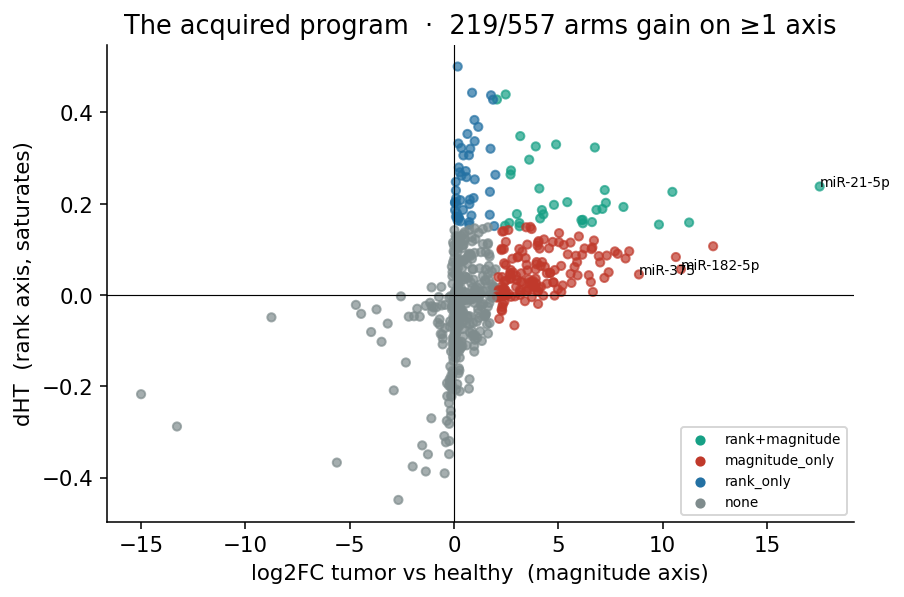 The acquired program · 219/557 arms gain on ≥1 axis
dHT (rank axis, saturates)
0.4
0.2
0.0
−0.2
−0.4
miR-21-5p
miR-182-5p
miR-375
rank+magnitude
magnitude_only
rank_only
none
−15
−10
−5
0
5
10
15
log2FC tumor vs healthy (magnitude axis)